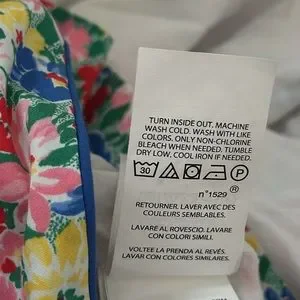 TURN INSIDE OUT. MACHINE
WASH COLD. WASH WITH LIKE
COLORS. ONLY NON-CHLORINE
BLEACH WHEN NEEDED. TUMBLE
DRY LOW. COOL IRON IF NEEDED.
30
n°1529
®
RETOURNER. LAVER AVEC DES
COULEURS SEMBLABLES.
LAVARE AL ROVESCIO. LAVARE
CON COLORI SIMILI.
VOLTEE LA PRENDA AL REVÉS.
LAVAR CON COLORES SIMILARES.